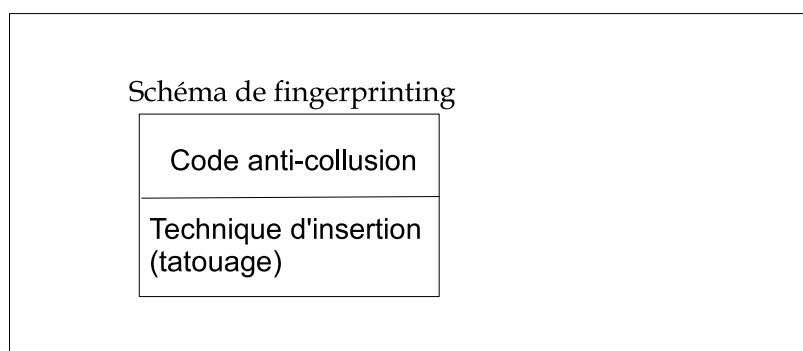 Schéma de fingerprinting
Code anti-collusion
Technique d'insertion
(tatouage)